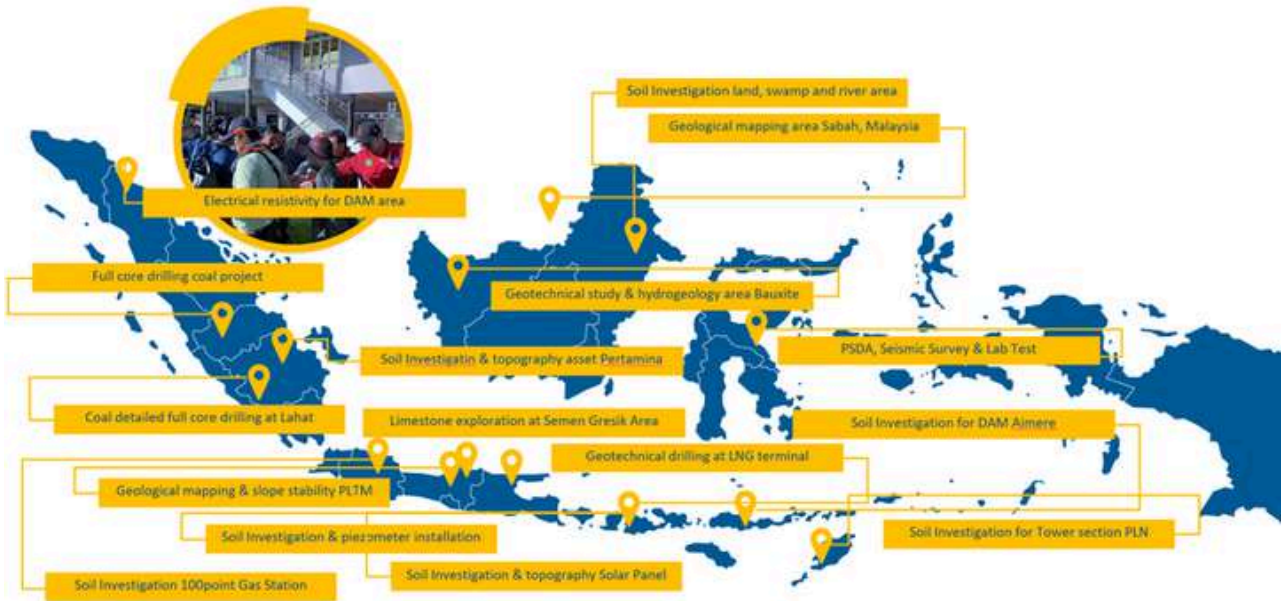 Soil Investigation land, swamp and river area
Geological mapping area Sabah, Malaysia
Electrical resistivity for DAM area
Full core drilling coal project
Geotechnical study & hydrogeology area Bauxite
Soil Investigatin & topography asset Pertamina
PSDA, Seismic Survey & Lab Test
Coal detailed full core drilling at Lahat
Limestone exploration at Semen Gresik Area
Soil Investigation for DAM Aimere
Geotechnical drilling at LNG terminal
Geological mapping & slope stability PLTM
Soil Investigation for Tower section PLN
Soil Investigation & piezometer installation
Soil Investigation & topography Solar Panel
Soil Investigation 100point Gas Station